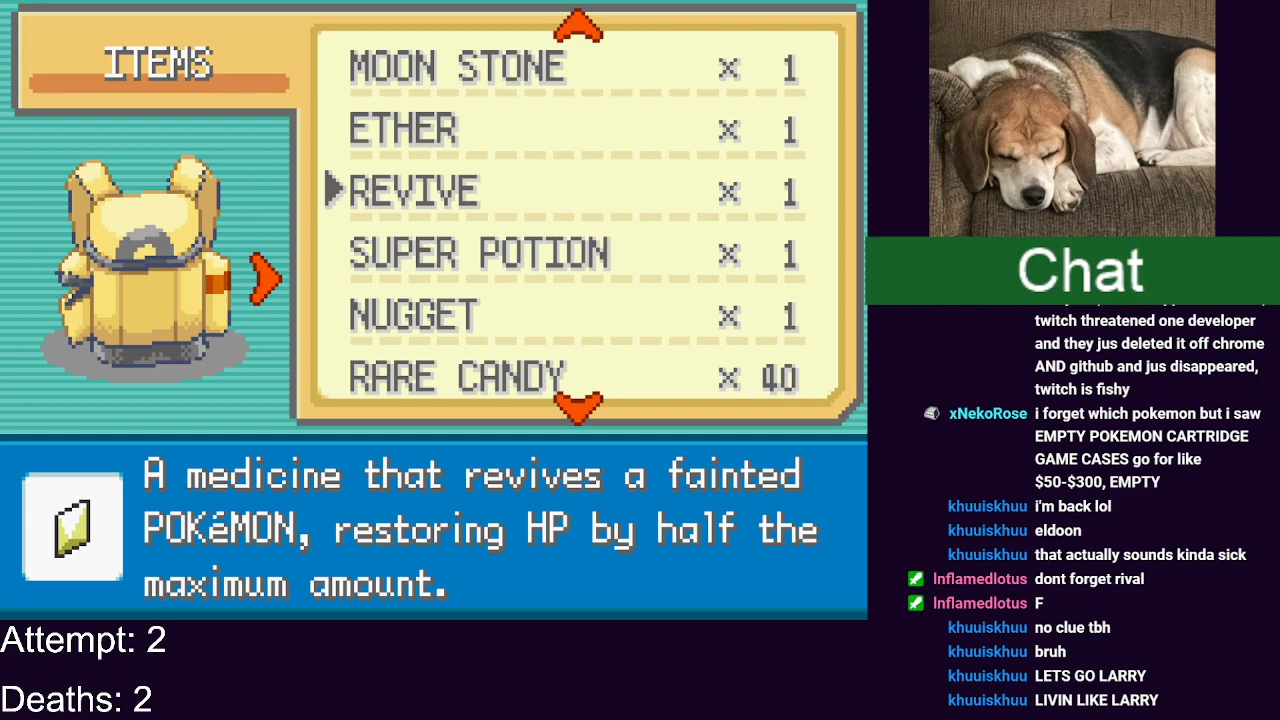 ITEMS
MOON STONE × 1
ETHER × 1
REVIVE × 1
SUPER POTION × 1
NUGGET × 1
RARE CANDY × 40
A medicine that revives a fainted
POKéMON, restoring HP by half the
maximum amount.
Attempt: 2
Deaths: 2
Chat
twitch threatened one developer
and they jus deleted it off chrome
AND github and jus disappeared,
twitch is fishy
xNekoRose i forget which pokemon but i saw
EMPTY POKEMON CARTRIDGE
GAME CASES go for like
$50-$300, EMPTY
khuuiskhuu i'm back lol
khuuiskhuu eldoon
khuuiskhuu that actually sounds kinda sick
Inflamedlotus dont forget rival
Inflamedlotus F
khuuiskhuu no clue tbh
khuuiskhuu bruh
khuuiskhuu LETS GO LARRY
khuuiskhuu LIVIN LIKE LARRY